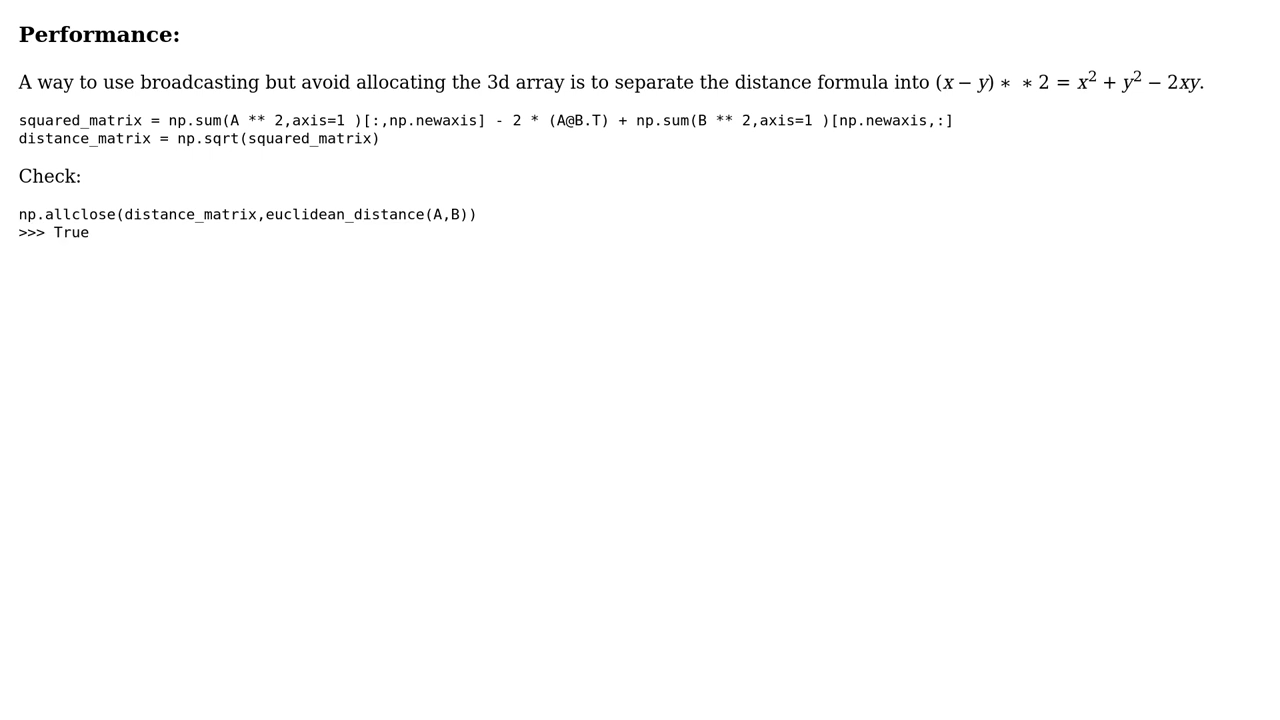 Performance:
A way to use broadcasting but avoid allocating the 3d array is to separate the distance formula into (x − y) ∗ ∗ 2 = x² + y² − 2xy.
squared_matrix = np.sum(A ** 2,axis=1 )[:,np.newaxis] - 2 * (A@B.T) + np.sum(B ** 2,axis=1 )[np.newaxis,:]
distance_matrix = np.sqrt(squared_matrix)
Check:
np.allclose(distance_matrix,euclidean_distance(A,B))
>>> True